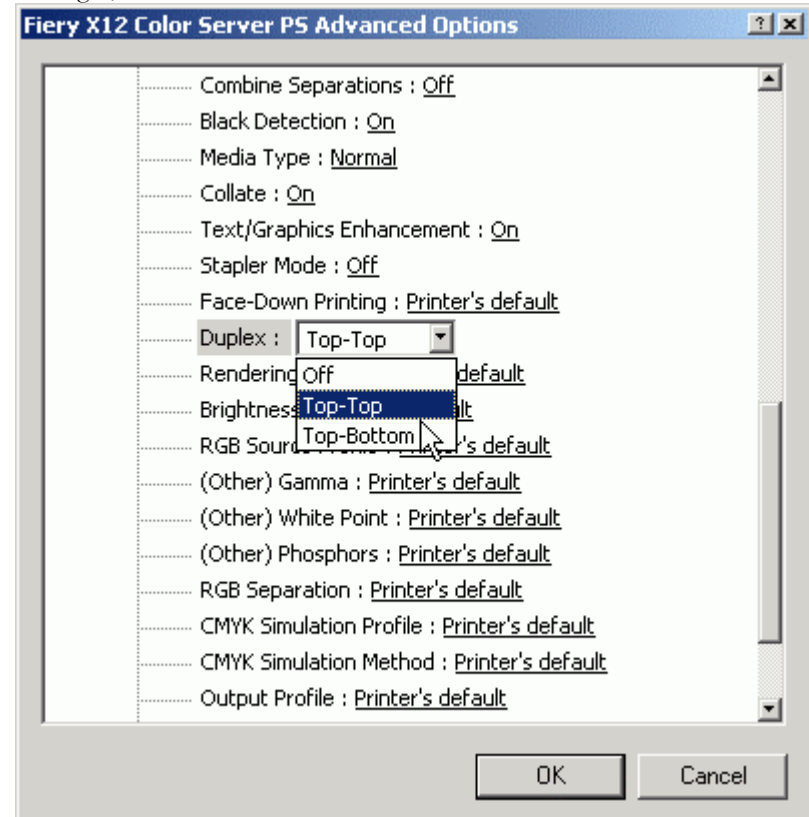 Fiery X12 Color Server PS Advanced Options
Combine Separations : Off
Black Detection : On
Media Type : Normal
Collate : On
Text/Graphics Enhancement : On
Stapler Mode : Off
Face-Down Printing : Printer's default
Duplex : Top-Top
Off
Top-Top
Top-Bottom
Rendering default
Brightness
RGB Source 's default
(Other) Gamma : Printer's default
(Other) White Point : Printer's default
(Other) Phosphors : Printer's default
RGB Separation : Printer's default
CMYK Simulation Profile : Printer's default
CMYK Simulation Method : Printer's default
Output Profile : Printer's default
OK Cancel